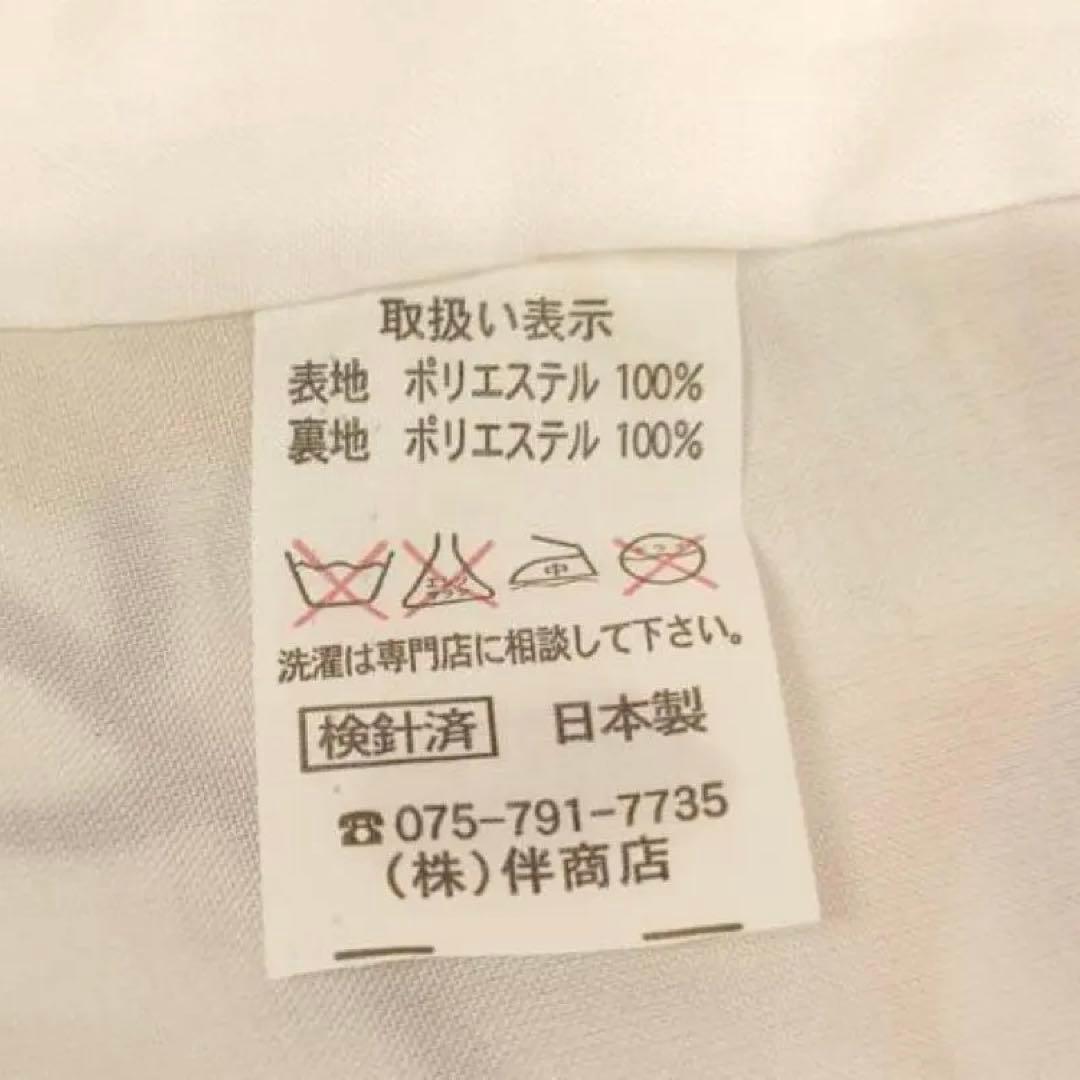 取扱い表示
表地 ポリエステル 100%
裏地 ポリエステル 100%
中
洗濯は専門店に相談して下さい。
検針済 日本製
☎075-791-7735
(株)伴商店